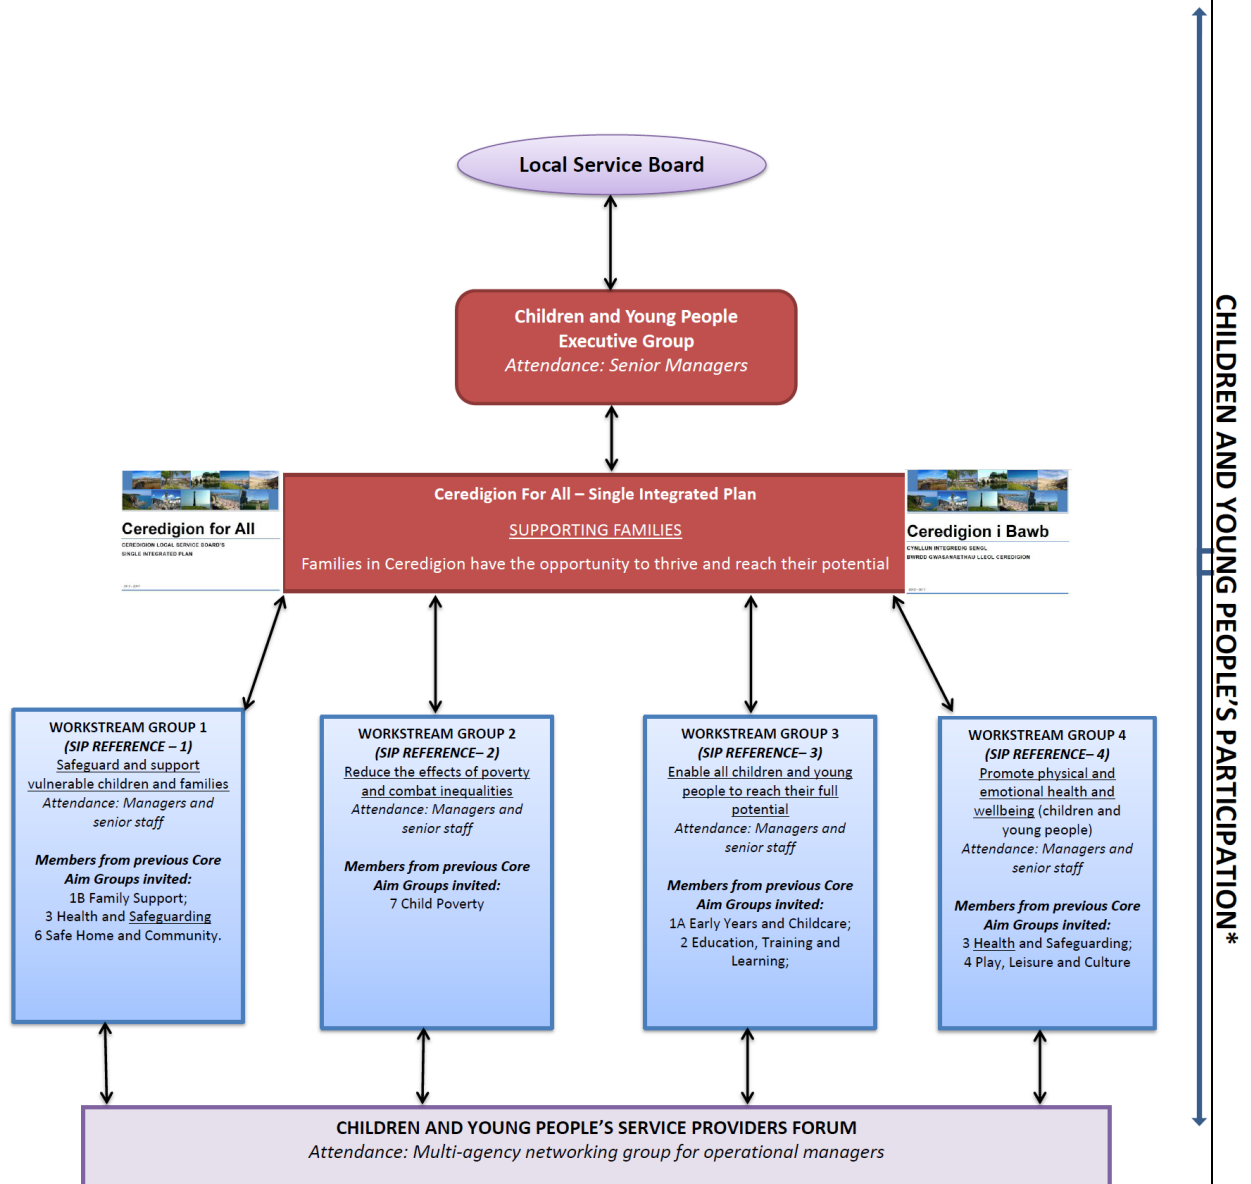 Local Service Board
Children and Young People
Executive Group
Attendance: Senior Managers
Ceredigion for All
CEREDIGION LOCAL SERVICE BOARD'S
SINGLE INTEGRATED PLAN
Ceredigion For All – Single Integrated Plan
SUPPORTING FAMILIES
Families in Ceredigion have the opportunity to thrive and reach their potential
Ceredigion i Bawb
CYNLLUN INTEGREDIG SENGL
BWRDD GWASANAETHAU LLEOL CEREDIGION
WORKSTREAM GROUP 1
(SIP REFERENCE – 1)
Safeguard and support
vulnerable children and families
Attendance: Managers and
senior staff
Members from previous Core
Aim Groups invited:
1B Family Support;
3 Health and Safeguarding
6 Safe Home and Community.
WORKSTREAM GROUP 2
(SIP REFERENCE– 2)
Reduce the effects of poverty
and combat inequalities
Attendance: Managers and
senior staff
Members from previous Core
Aim Groups invited:
7 Child Poverty
WORKSTREAM GROUP 3
(SIP REFERENCE– 3)
Enable all children and young
people to reach their full
potential
Attendance: Managers and
senior staff
Members from previous Core
Aim Groups invited:
1A Early Years and Childcare;
2 Education, Training and
Learning;
WORKSTREAM GROUP 4
(SIP REFERENCE– 4)
Promote physical and
emotional health and
wellbeing (children and
young people)
Attendance: Managers and
senior staff
Members from previous Core
Aim Groups invited:
3 Health and Safeguarding;
4 Play, Leisure and Culture
CHILDREN AND YOUNG PEOPLE'S SERVICE PROVIDERS FORUM
Attendance: Multi-agency networking group for operational managers
CHILDREN AND YOUNG PEOPLE'S PARTICIPATION*